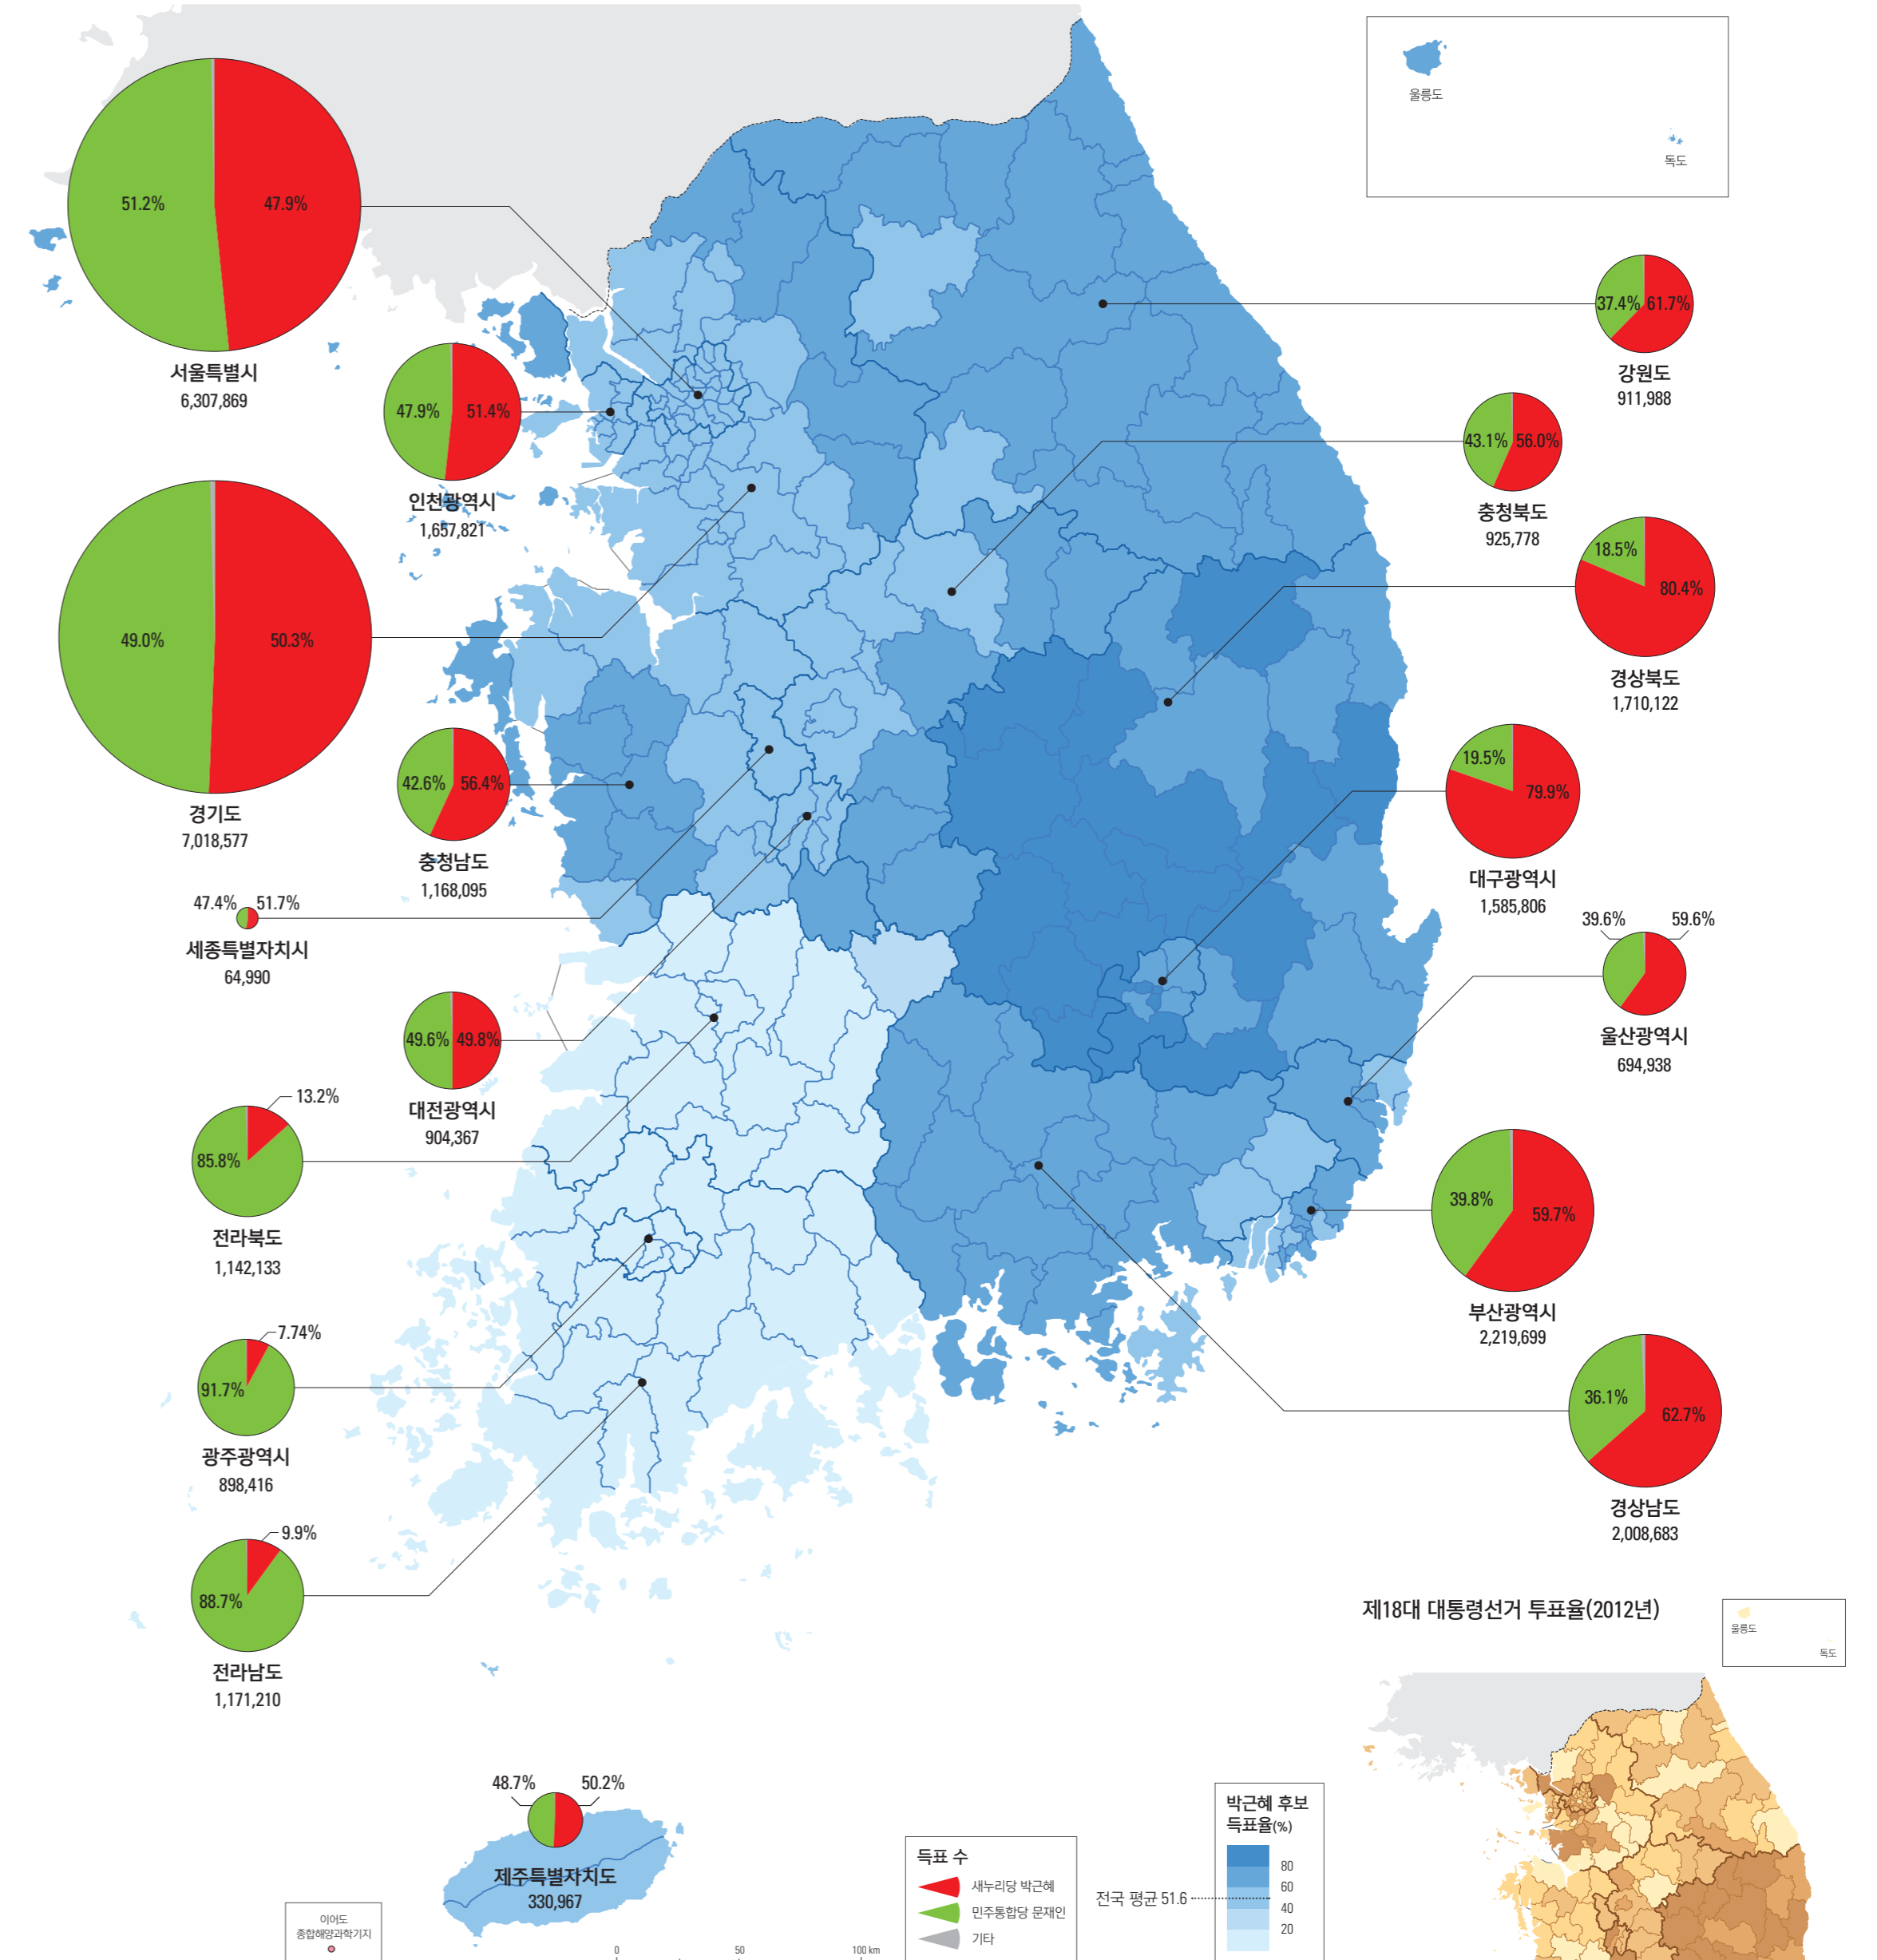 울릉도
독도
51.2%
47.9%
서울특별시
6,307,869
37.4%
61.7%
강원도
911,988
47.9%
51.4%
인천광역시
1,657,821
43.1%
56.0%
충청북도
925,778
49.0%
50.3%
경기도
7,018,577
18.5%
80.4%
경상북도
1,710,122
42.6%
56.4%
충청남도
1,168,095
19.5%
79.9%
대구광역시
1,585,806
47.4%
51.7%
세종특별자치시
64,990
39.6%
59.6%
울산광역시
694,938
49.6%
49.8%
대전광역시
904,367
13.2%
85.8%
전라북도
1,142,133
39.8%
59.7%
부산광역시
2,219,699
7.74%
91.7%
광주광역시
898,416
36.1%
62.7%
경상남도
2,008,683
9.9%
88.7%
전라남도
1,171,210
제18대 대통령선거 투표율(2012년)
울릉도
독도
48.7%
50.2%
제주특별자치도
330,967
이어도
종합해양과학기지
0 50 100 km
득표 수
새누리당 박근혜
민주통합당 문재인
기타
박근혜 후보
득표율(%)
80
60
전국 평균 51.6
40
20